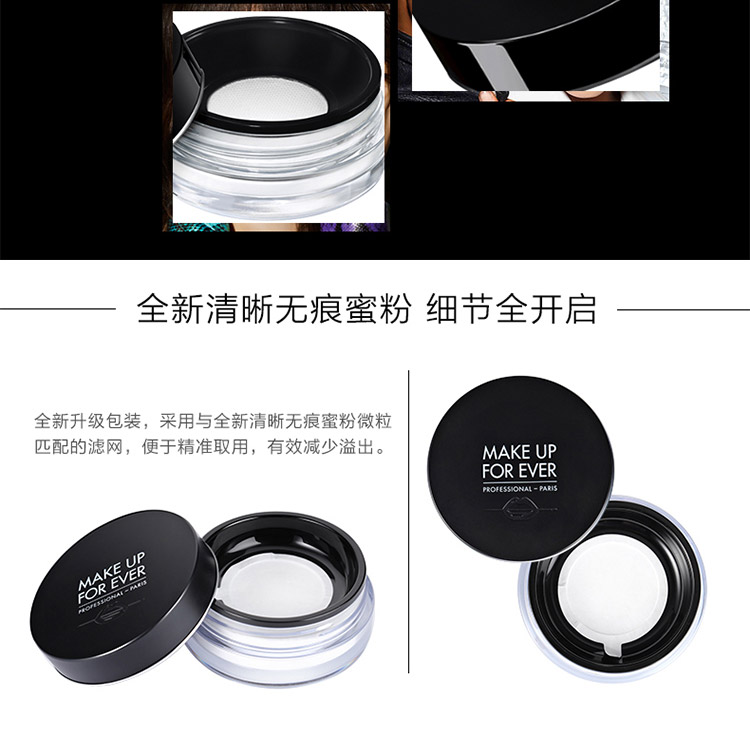 全新清晰无痕蜜粉 细节全开启
全新升级包装，采用与全新清晰无痕蜜粉微粒
匹配的滤网，便于精准取用，有效减少溢出。
MAKE UP
FOR EVER
PROFESSIONAL – PARIS
MAKE UP
FOR EVER
PROFESSIONAL – PARIS